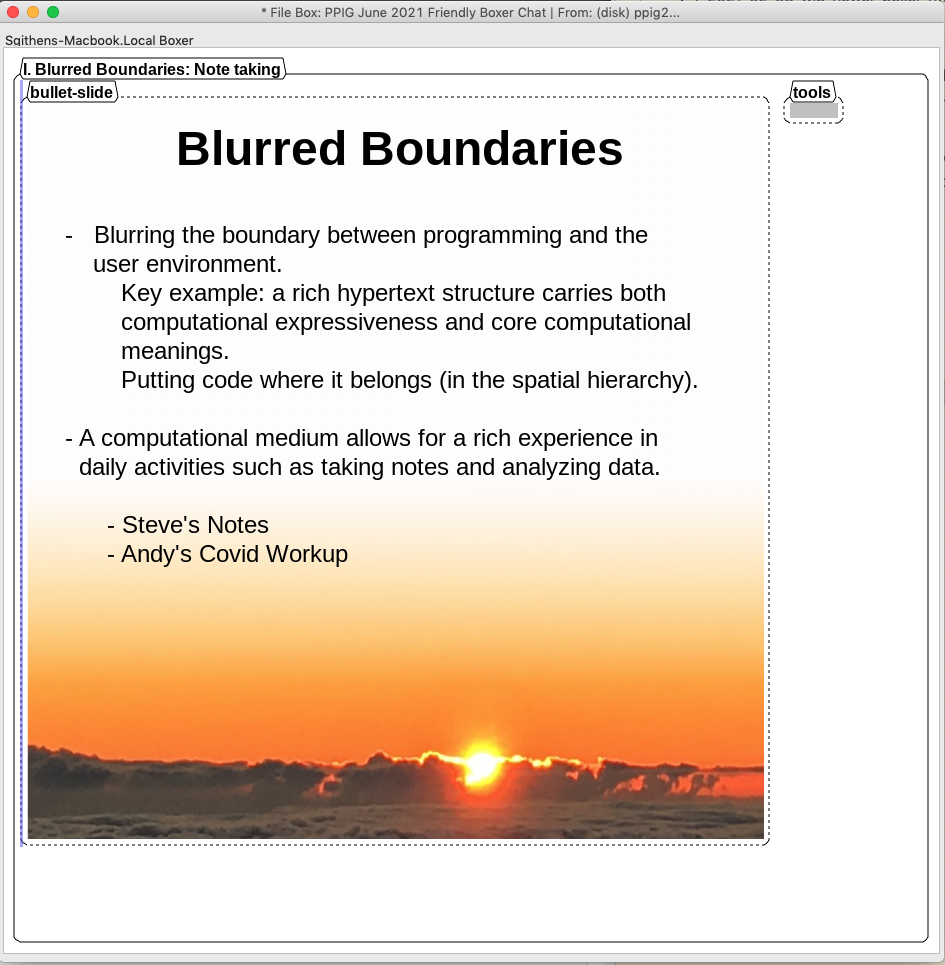 * File Box: PPIG June 2021 Friendly Boxer Chat | From: (disk) ppig2...
Sgithens-Macbook.Local Boxer
I. Blurred Boundaries: Note taking
bullet-slide
tools
Blurred Boundaries
- Blurring the boundary between programming and the
user environment.
Key example: a rich hypertext structure carries both
computational expressiveness and core computational
meanings.
Putting code where it belongs (in the spatial hierarchy).
- A computational medium allows for a rich experience in
daily activities such as taking notes and analyzing data.
- Steve's Notes
- Andy's Covid Workup